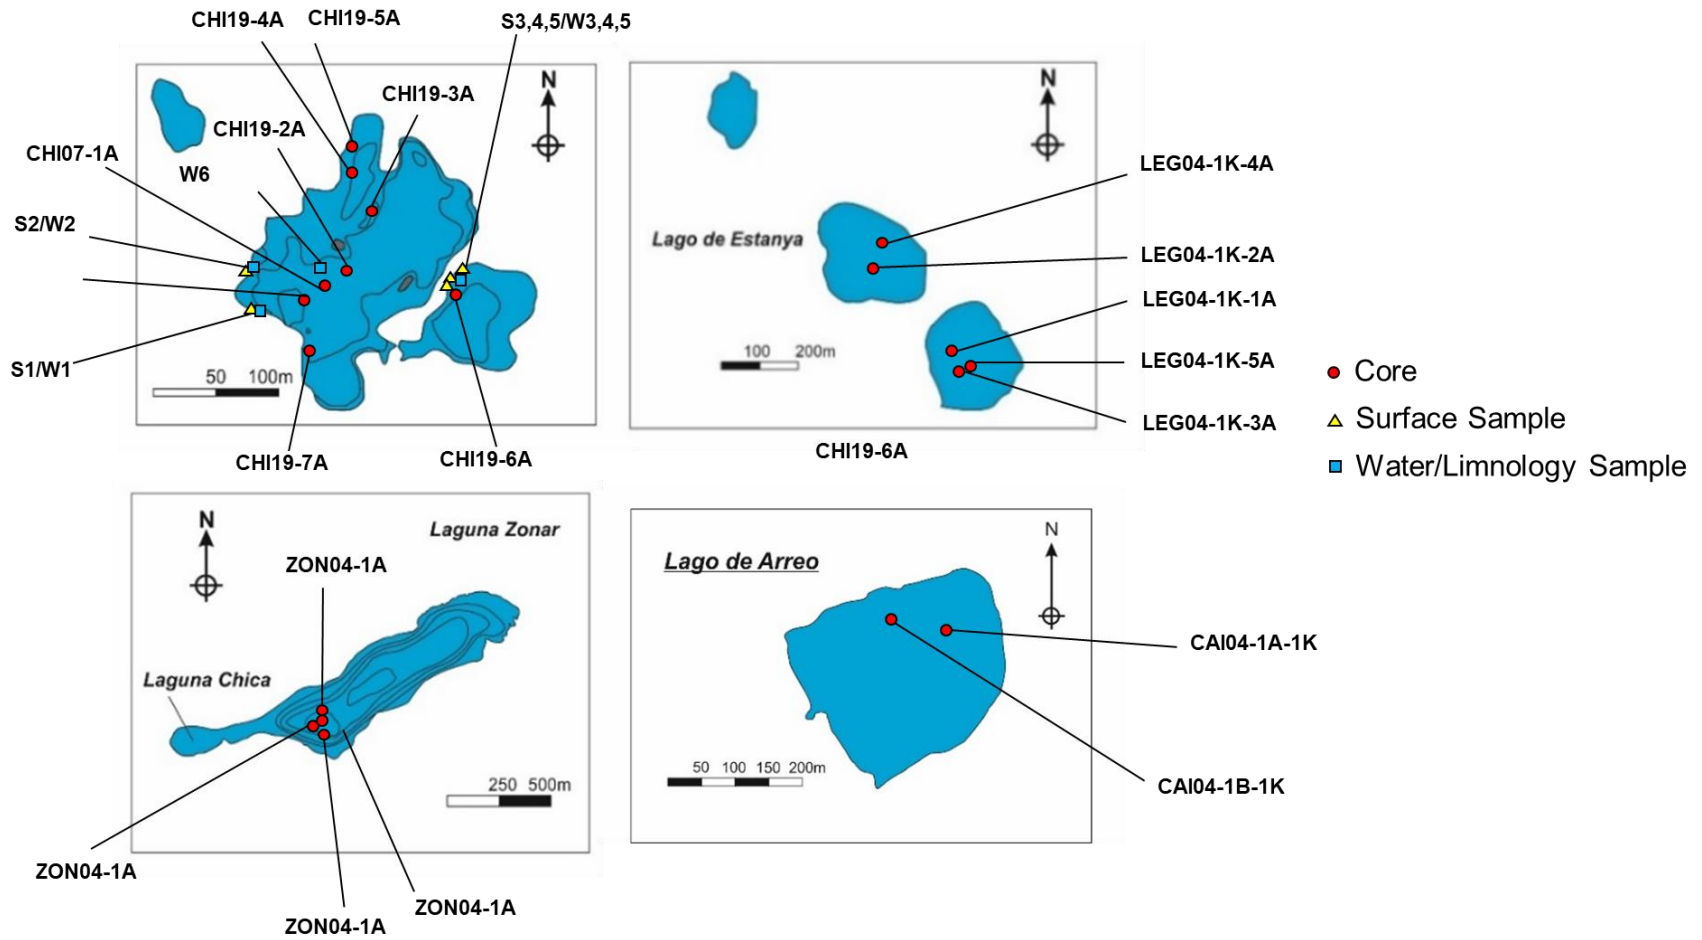 CHI19-4A
CHI19-5A
S3,4,5/W3,4,5
CHI19-3A
CHI19-2A
CHI07-1A
W6
S2/W2
S1/W1
N
50 100m
CHI19-7A
CHI19-6A
N
Lago de Estanya
100 200m
LEG04-1K-4A
LEG04-1K-2A
LEG04-1K-1A
LEG04-1K-5A
LEG04-1K-3A
CHI19-6A
Core
Surface Sample
Water/Limnology Sample
N
Laguna Zonar
ZON04-1A
Laguna Chica
250 500m
ZON04-1A
ZON04-1A
ZON04-1A
Lago de Arreo
N
50 100 150 200m
CAI04-1A-1K
CAI04-1B-1K